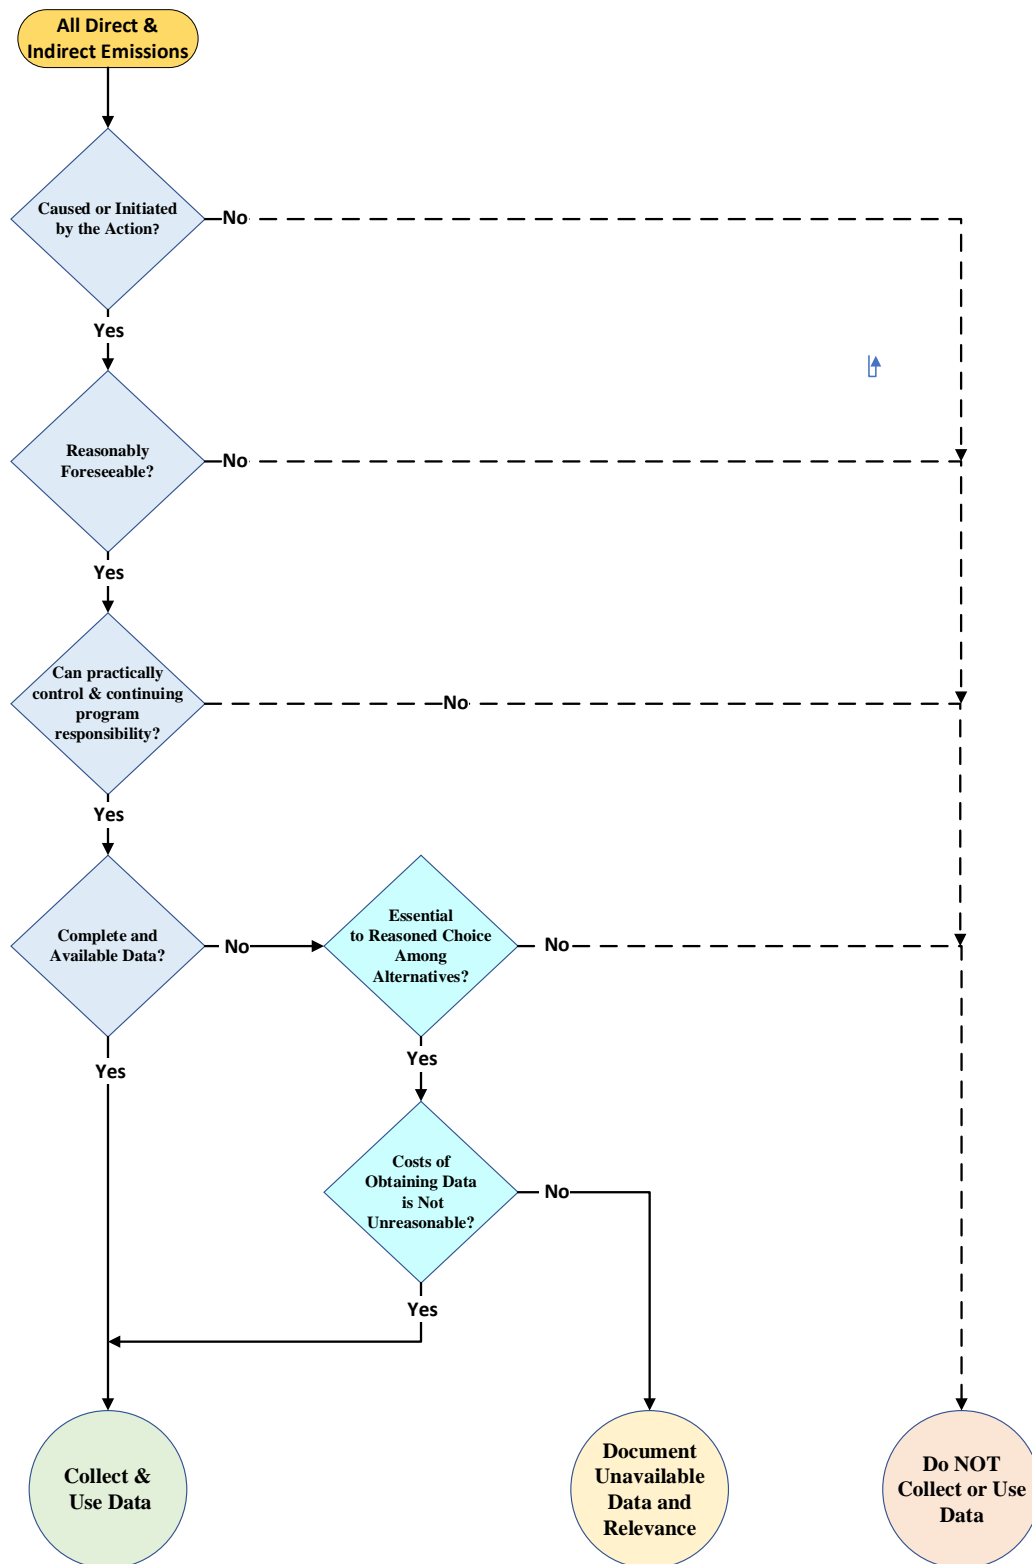 All Direct &
Indirect Emissions
Caused or Initiated
by the Action?
No
Yes
Reasonably
Foreseeable?
No
Yes
Can practically
control & continuing
program
responsibility?
No
Yes
Complete and
Available Data?
No
Essential
to Reasoned Choice
Among
Alternatives?
No
Yes
Yes
Costs of
Obtaining Data
is Not
Unreasonable?
No
Yes
Collect &
Use Data
Document
Unavailable
Data and
Relevance
Do NOT
Collect or Use
Data